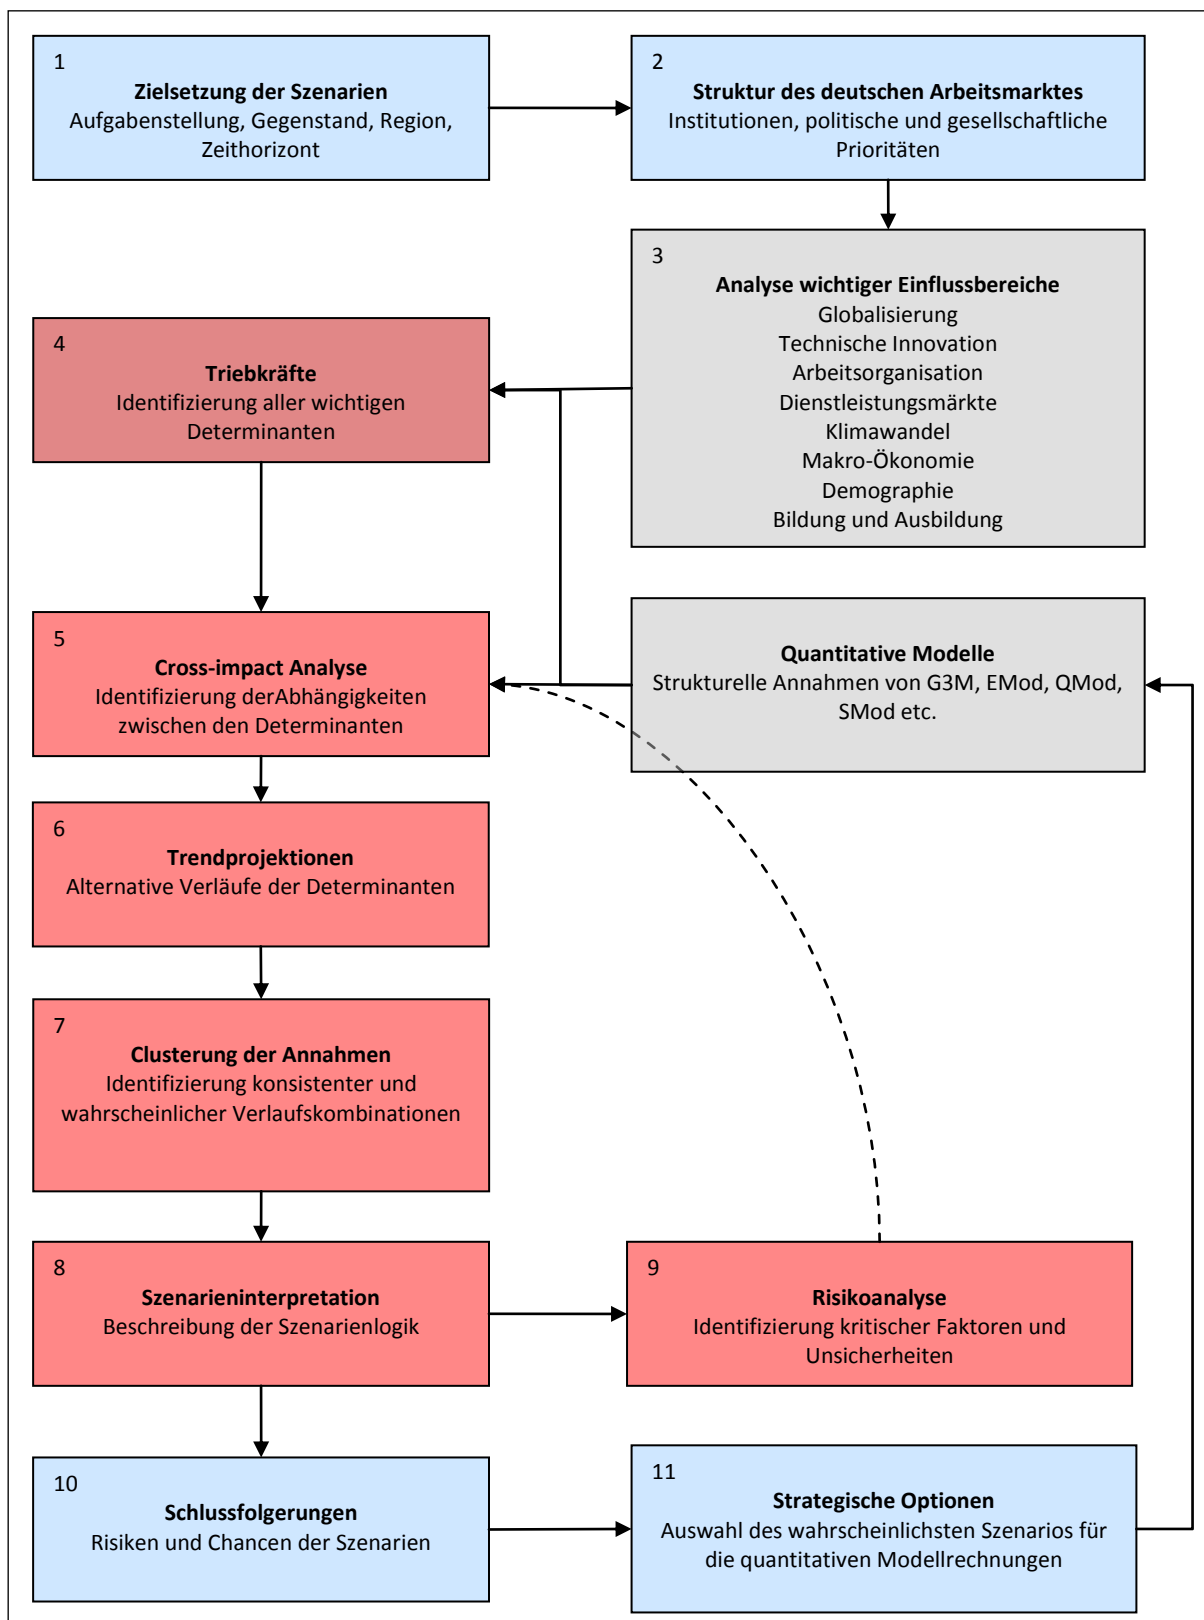 1
Zielsetzung der Szenarien
Aufgabenstellung, Gegenstand, Region,
Zeithorizont
2
Struktur des deutschen Arbeitsmarktes
Institutionen, politische und gesellschaftliche
Prioritäten
3
Analyse wichtiger Einflussbereiche
Globalisierung
Technische Innovation
Arbeitsorganisation
Dienstleistungsmärkte
Klimawandel
Makro-Ökonomie
Demographie
Bildung und Ausbildung
4
Triebkräfte
Identifizierung aller wichtigen
Determinanten
5
Cross-impact Analyse
Identifizierung derAbhängigkeiten
zwischen den Determinanten
Quantitative Modelle
Strukturelle Annahmen von G3M, EMod, QMod,
SMod etc.
6
Trendprojektionen
Alternative Verläufe der Determinanten
7
Clusterung der Annahmen
Identifizierung konsistenter und
wahrscheinlicher Verlaufskombinationen
8
Szenarieninterpretation
Beschreibung der Szenarienlogik
9
Risikoanalyse
Identifizierung kritischer Faktoren und
Unsicherheiten
10
Schlussfolgerungen
Risiken und Chancen der Szenarien
11
Strategische Optionen
Auswahl des wahrscheinlichsten Szenarios für
die quantitativen Modellrechnungen